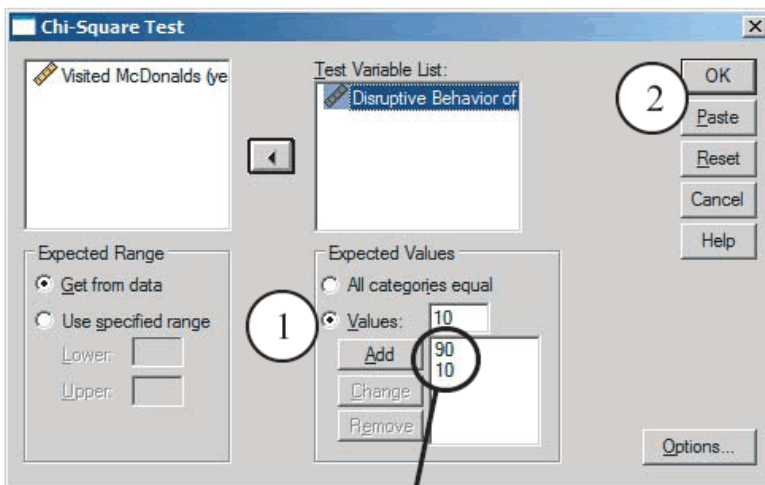 Chi-Square Test
Visited McDonalds (ye
Test Variable List:
Disruptive Behavior of
OK
2
Paste
Reset
Cancel
Help
Expected Range
Get from data
Use specified range
Lower:
Upper:
Expected Values
All categories equal
1
Values: 10
Add
90
10
Change
Remove
Options...